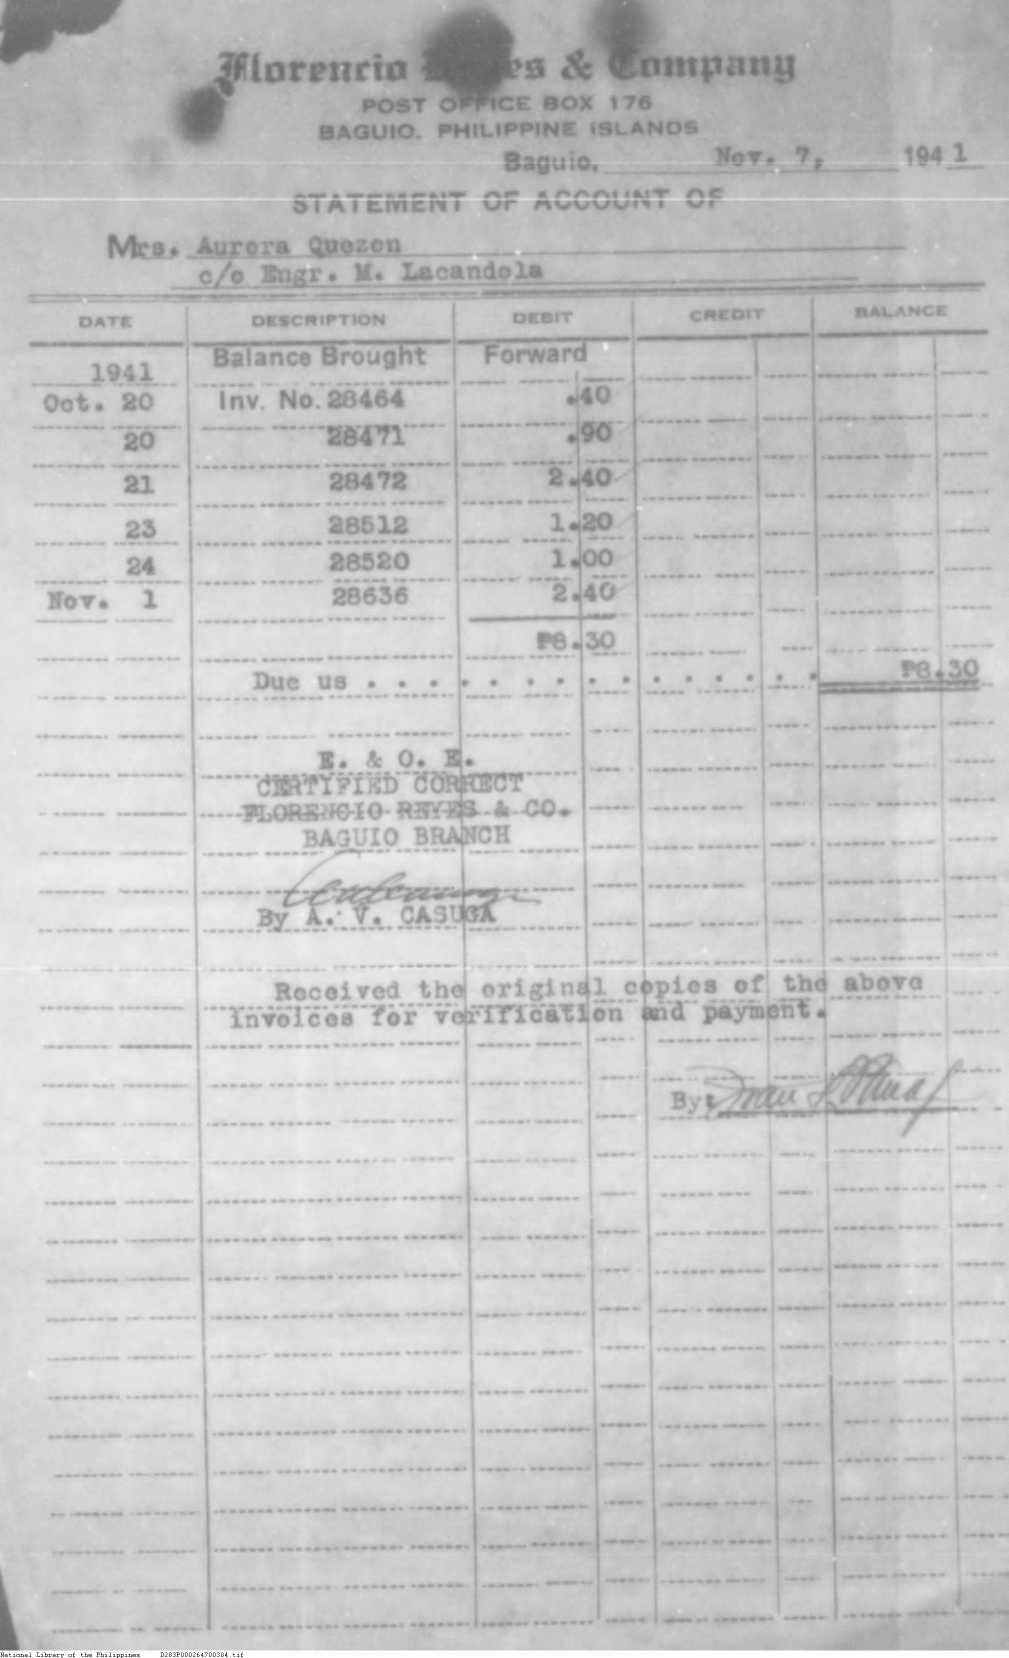 Florencio Reyes & Company
POST OFFICE BOX 176
BAGUIO, PHILIPPINE ISLANDS
Baguio, Nov. 7, 1941
STATEMENT OF ACCOUNT OF
Mrs. Aurora Quezon
c/o Engr. M. Lacandola
DATE DESCRIPTION DEBIT CREDIT BALANCE
1941 Balance Brought Forward
Oct. 20 Inv. No. 28464 .40
20 28471 .90
21 28472 2.40
23 28512 1.20
24 28520 1.00
Nov. 1 28636 2.40
₱8.30
Due us . . . . . . . . . . . . . . . ₱8.30
E. & O. E.
CERTIFIED CORRECT
FLORENCIO REYES & CO.
BAGUIO BRANCH
By A. V. CASUGA
Received the original copies of the above
invoices for verification and payment.
By:
National Library of the Philippines D283P000264700304.tif